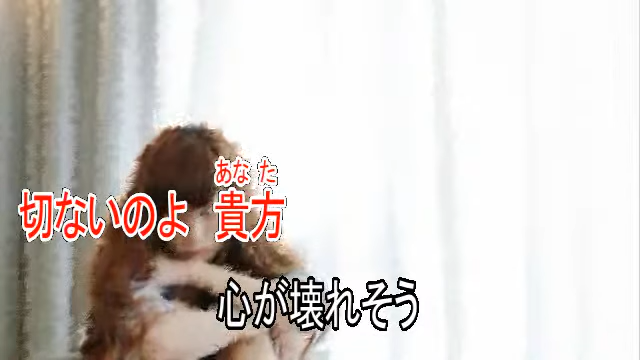 あなた
切ないのよ 貴方
心が壊れそう